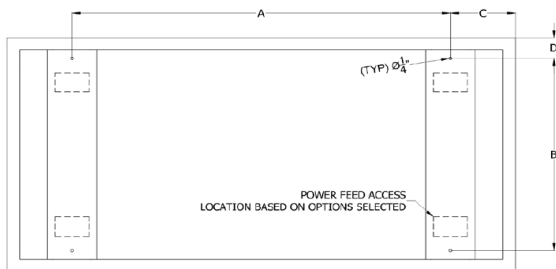 A
C
D
(TYP) Ø1/4"
B
POWER FEED ACCESS
LOCATION BASED ON OPTIONS SELECTED